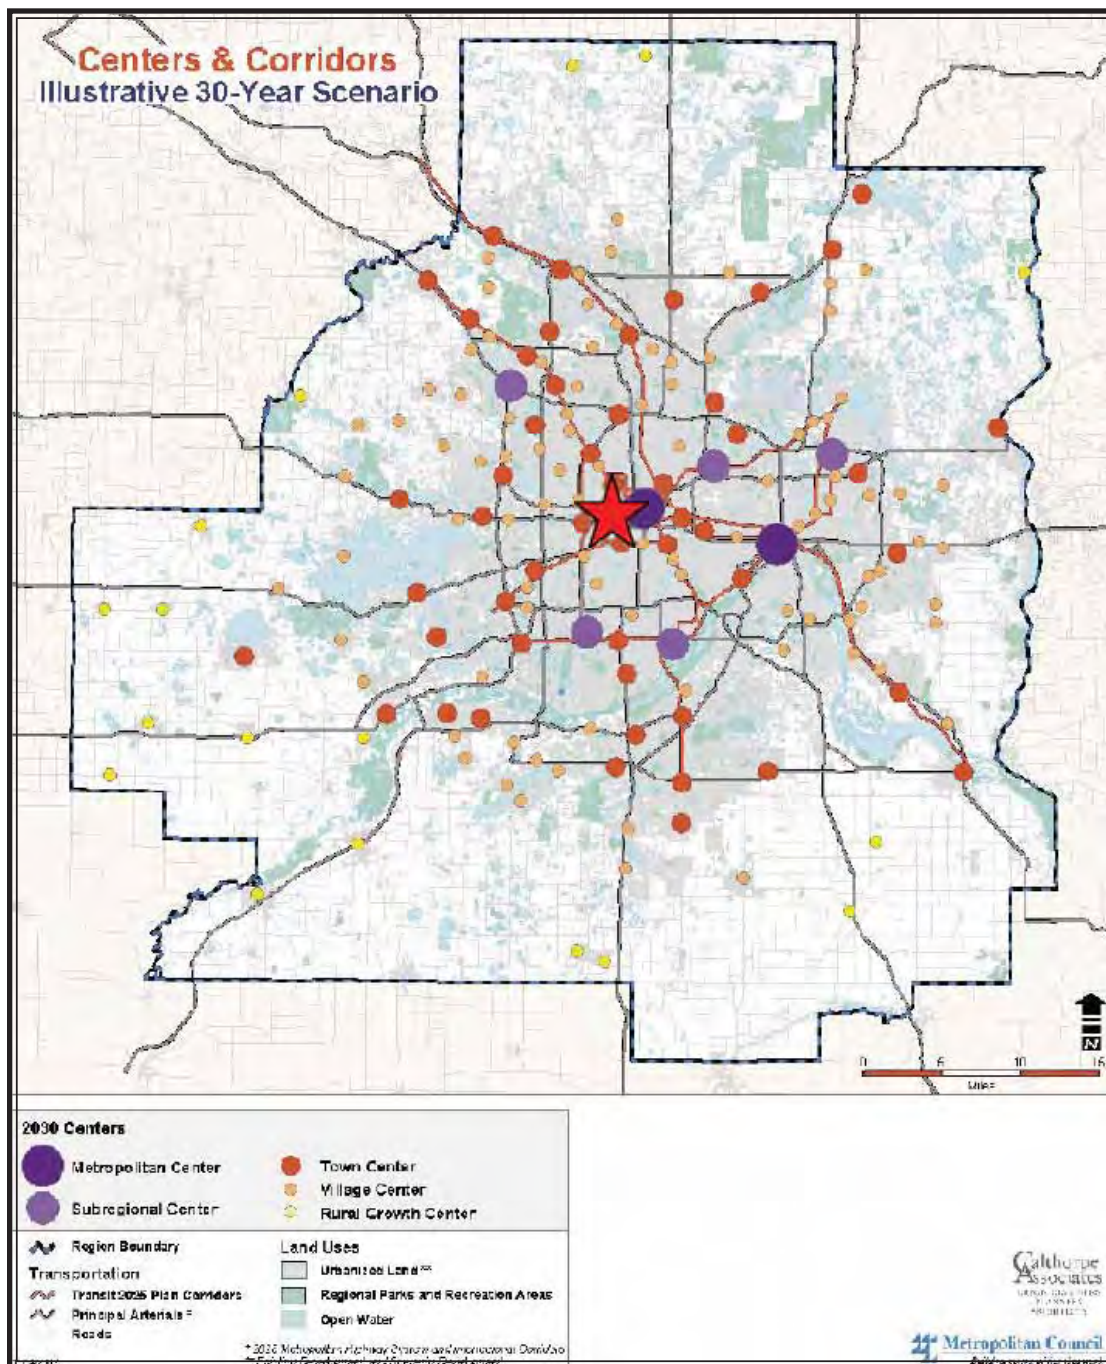 Centers & Corridors
Illustrative 30-Year Scenario
N
0 5 10 15
Miles
2030 Centers
Metropolitan Center
Subregional Center
Town Center
Village Center
Rural Growth Center
Region Boundary
Transportation
Transit 2025 Plan Corridors
Principal Arterials
Roads
Land Uses
Urbanized Land**
Regional Parks and Recreation Areas
Open Water
Calthorpe
Associates
Metropolitan Council